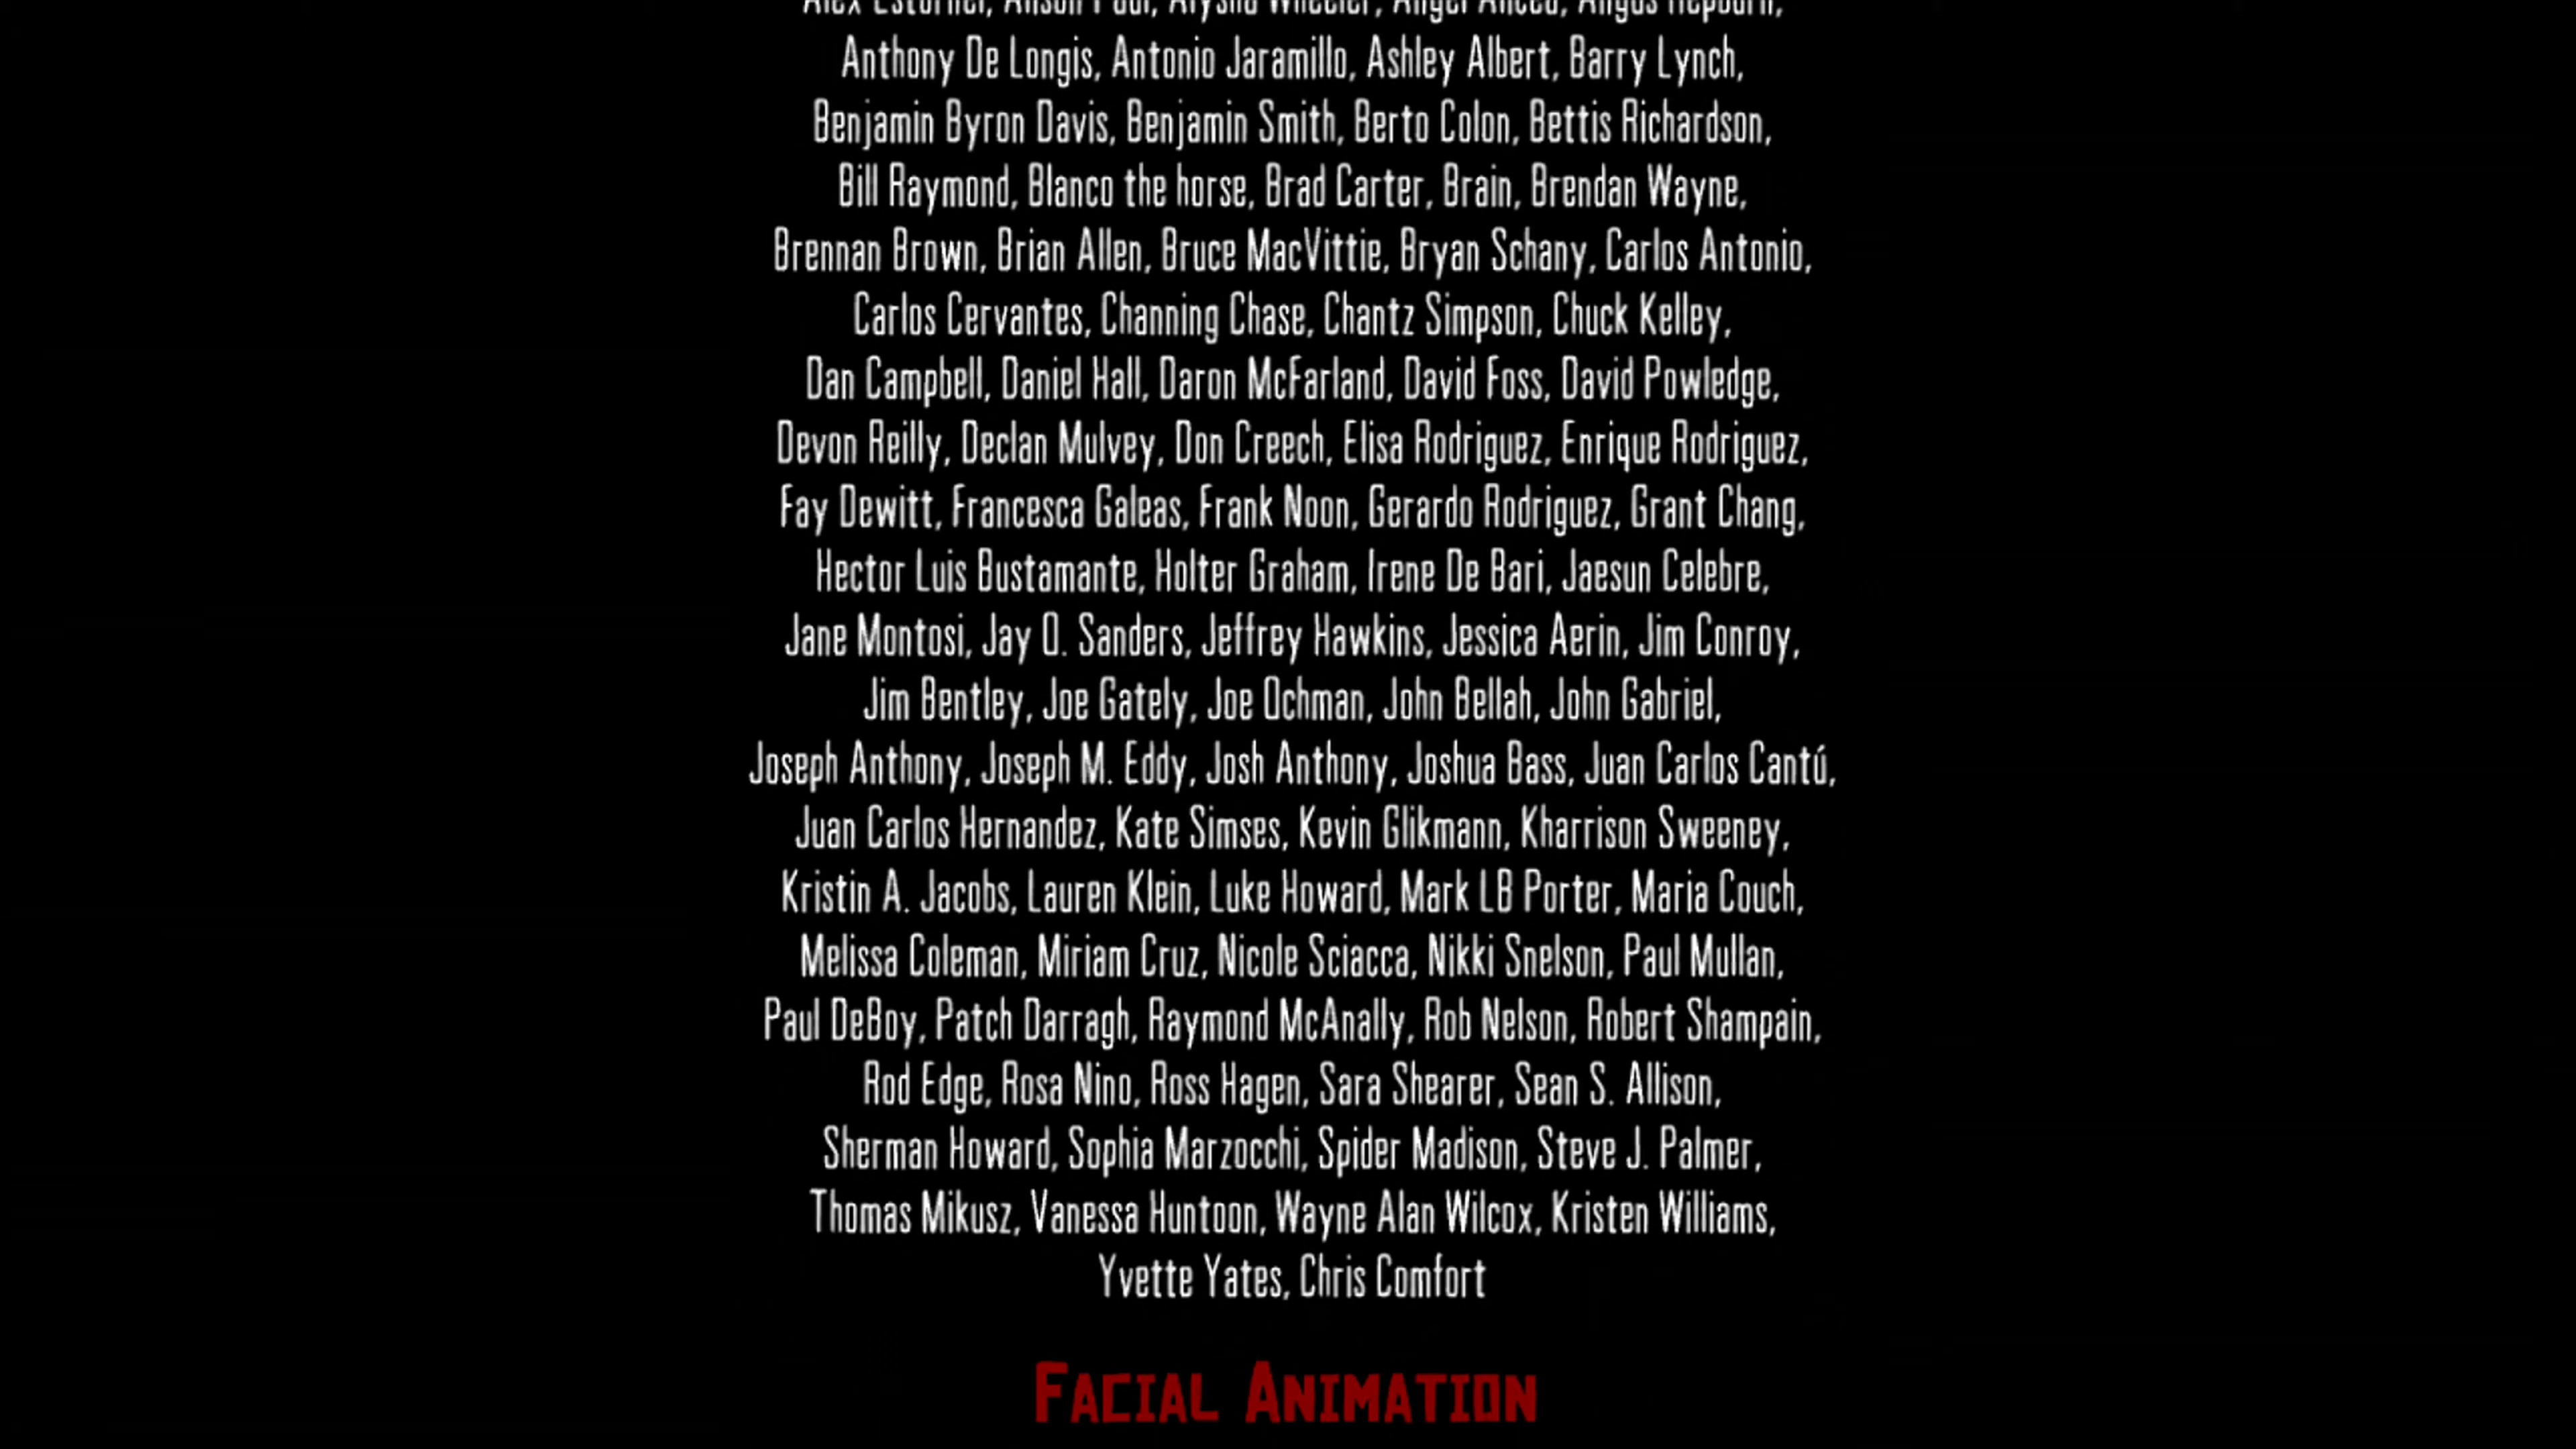 Alex Estornel, Alison Paul, Alysha Wheeler, Angel Alicea, Angus Hepburn,
Anthony De Longis, Antonio Jaramillo, Ashley Albert, Barry Lynch,
Benjamin Byron Davis, Benjamin Smith, Berto Colon, Bettis Richardson,
Bill Raymond, Blanco the horse, Brad Carter, Brain, Brendan Wayne,
Brennan Brown, Brian Allen, Bruce MacVittie, Bryan Schany, Carlos Antonio,
Carlos Cervantes, Channing Chase, Chantz Simpson, Chuck Kelley,
Dan Campbell, Daniel Hall, Daron McFarland, David Foss, David Powledge,
Devon Reilly, Declan Mulvey, Don Creech, Elisa Rodriguez, Enrique Rodriguez,
Fay Dewitt, Francesca Galeas, Frank Noon, Gerardo Rodriguez, Grant Chang,
Hector Luis Bustamante, Holter Graham, Irene De Bari, Jaesun Celebre,
Jane Montosi, Jay O. Sanders, Jeffrey Hawkins, Jessica Aerin, Jim Conroy,
Jim Bentley, Joe Gately, Joe Ochman, John Bellah, John Gabriel,
Joseph Anthony, Joseph M. Eddy, Josh Anthony, Joshua Bass, Juan Carlos Cantú,
Juan Carlos Hernandez, Kate Simses, Kevin Glikmann, Kharrison Sweeney,
Kristin A. Jacobs, Lauren Klein, Luke Howard, Mark LB Porter, Maria Couch,
Melissa Coleman, Miriam Cruz, Nicole Sciacca, Nikki Snelson, Paul Mullan,
Paul DeBoy, Patch Darragh, Raymond McAnally, Rob Nelson, Robert Shampain,
Rod Edge, Rosa Nino, Ross Hagen, Sara Shearer, Sean S. Allison,
Sherman Howard, Sophia Marzocchi, Spider Madison, Steve J. Palmer,
Thomas Mikusz, Vanessa Huntoon, Wayne Alan Wilcox, Kristen Williams,
Yvette Yates, Chris Comfort
FACIAL ANIMATION